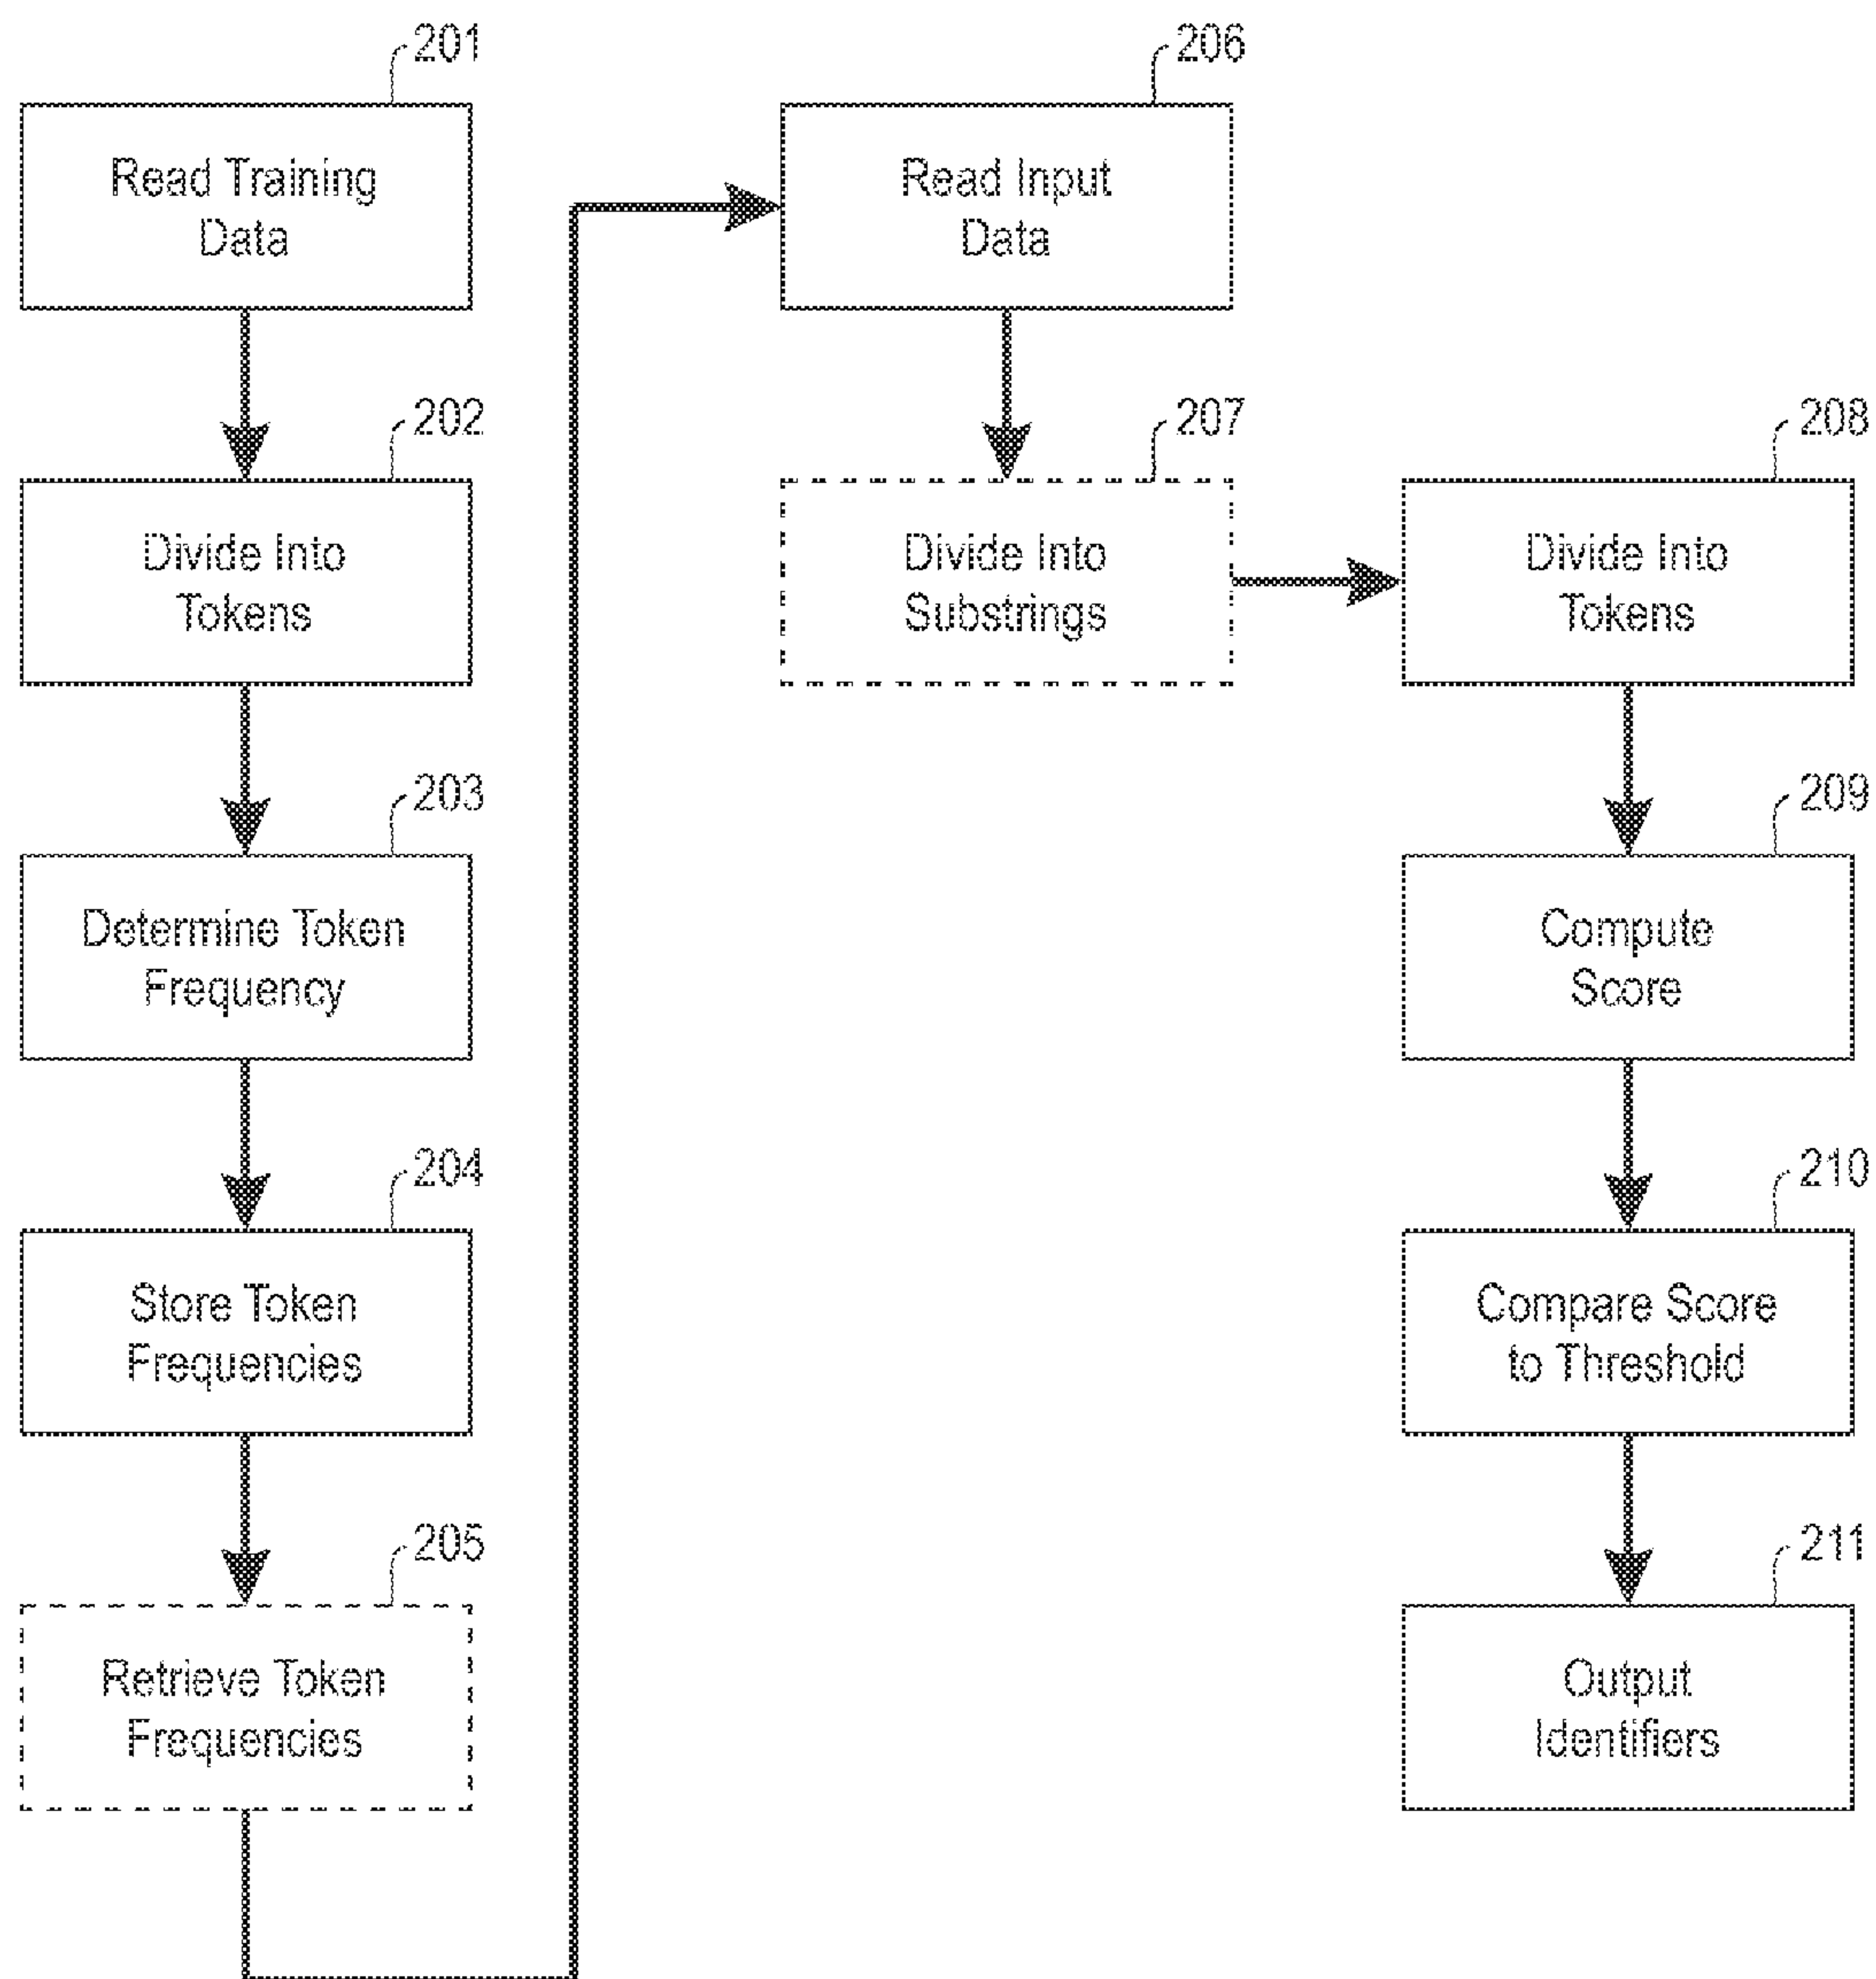 201
Read Training
Data
202
Divide Into
Tokens
203
Determine Token
Frequency
204
Store Token
Frequencies
205
Retrieve Token
Frequencies
206
Read Input
Data
207
Divide Into
Substrings
208
Divide Into
Tokens
209
Compute
Score
210
Compare Score
to Threshold
211
Output
Identifiers